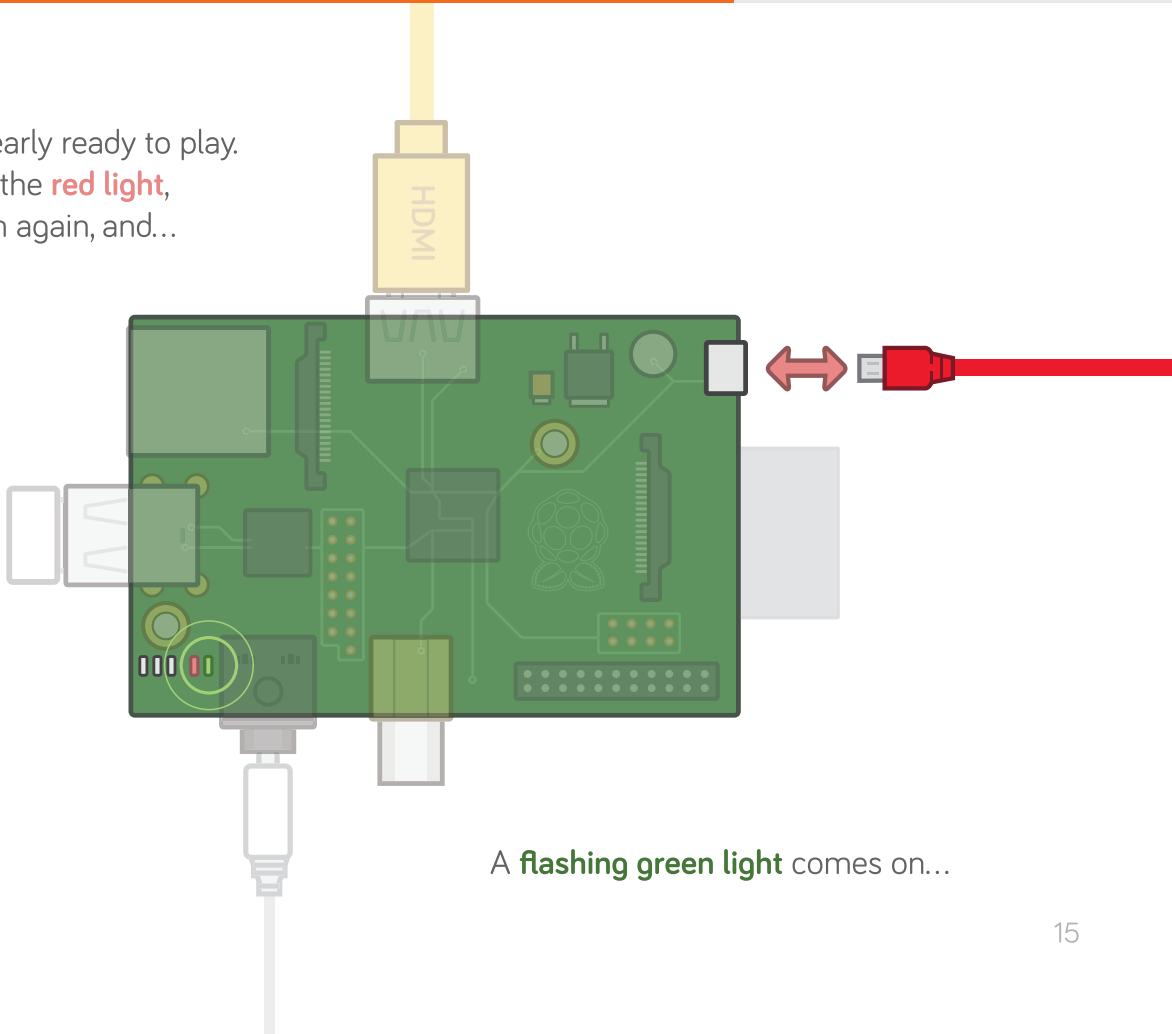 early ready to play.
the red light,
again, and…
HDMI
A flashing green light comes on…
15